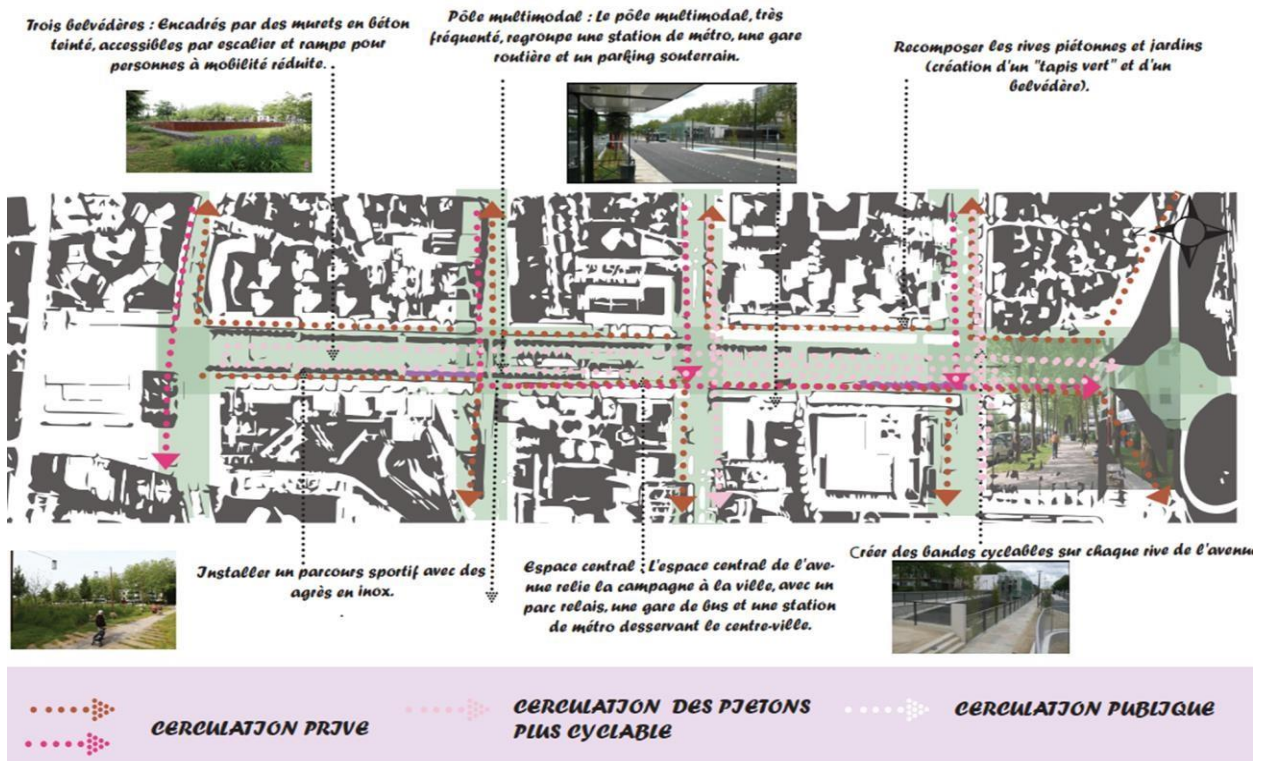 Trois belvédères : Encadrés par des murets en béton
teinté, accessibles par escalier et rampe pour
personnes à mobilité réduite.
Pôle multimodal : Le pôle multimodal, très
fréquenté, regroupe une station de métro, une gare
routière et un parking souterrain.
Recomposer les rives piétonnes et jardins
(création d'un "tapis vert" et d'un
belvédère).
Installer un parcours sportif avec des
agrès en inox.
Espace central : L'espace central de l'ave-
nue relie la campagne à la ville, avec un
parc relais, une gare de bus et une station
de métro desservant le centre-ville.
Créer des bandes cyclables sur chaque rive de l'avenue
CERCULATION PRIVE
CERCULATION DES PIETONS
PLUS CYCLABLE
CERCULATION PUBLIQUE